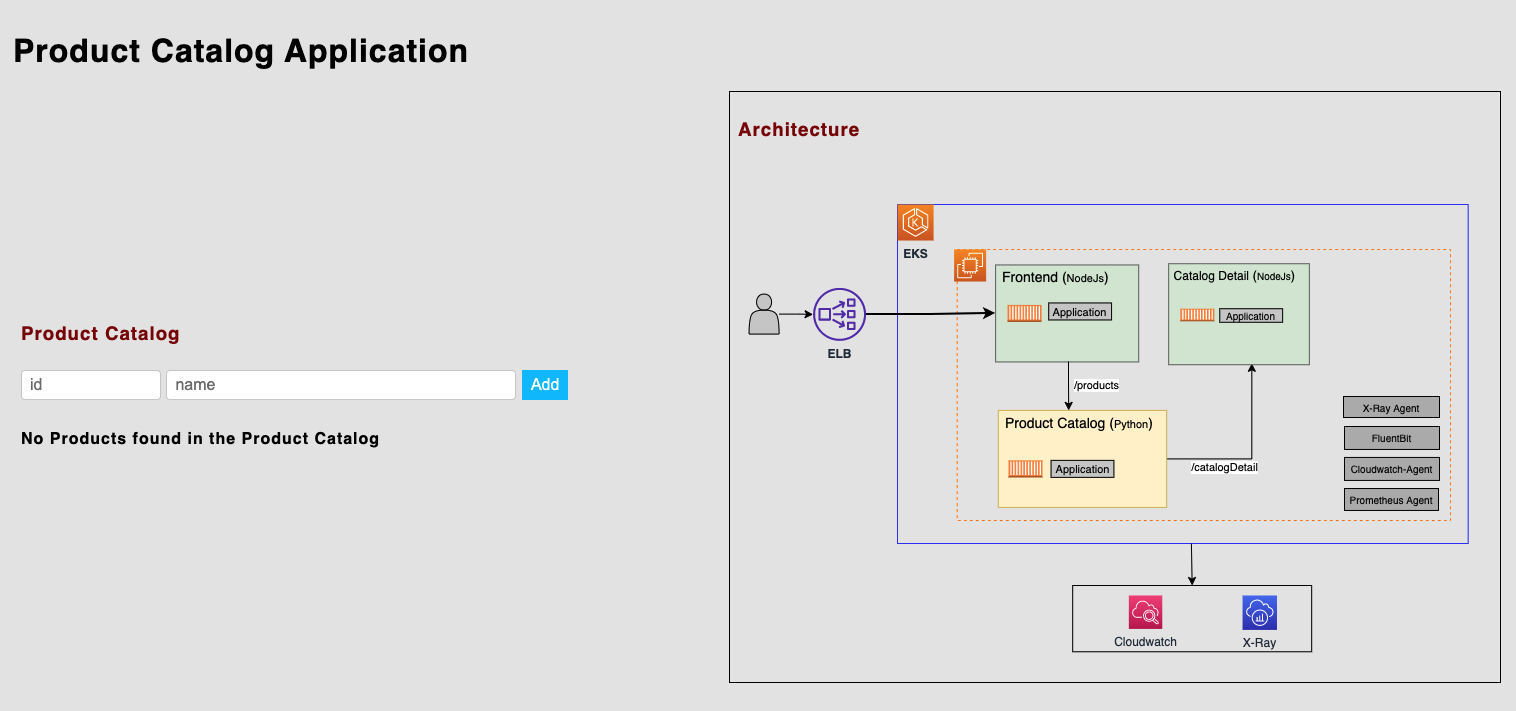 Product Catalog Application
Product Catalog
id
name
Add
No Products found in the Product Catalog
Architecture
EKS
ELB
Frontend (NodeJs)
Application
Catalog Detail (NodeJs)
Application
/products
Product Catalog (Python)
Application
/catalogDetail
X-Ray Agent
FluentBit
Cloudwatch-Agent
Prometheus Agent
Cloudwatch
X-Ray